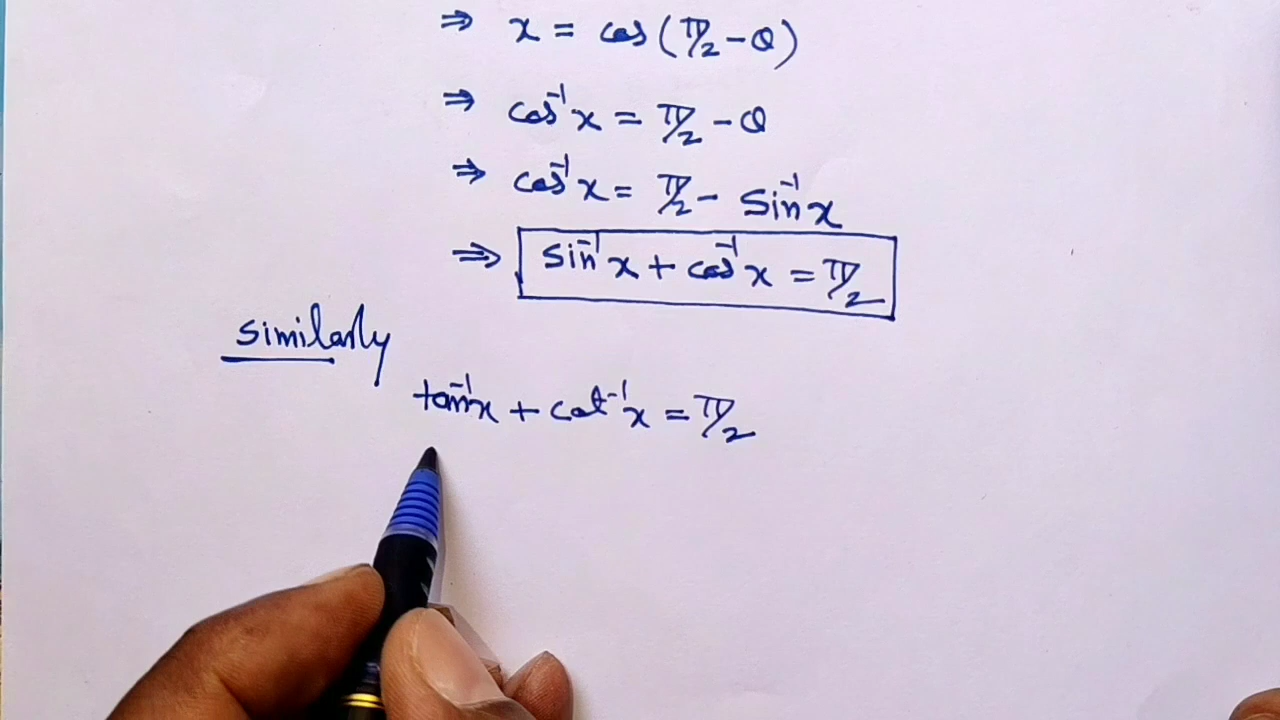 ⇒ x = cos(π/2 - θ)
⇒ cos⁻¹x = π/2 - θ
⇒ cos⁻¹x = π/2 - Sin⁻¹x
⇒ sin⁻¹x + cos⁻¹x = π/2
Similarly
tan⁻¹x + cot⁻¹x = π/2